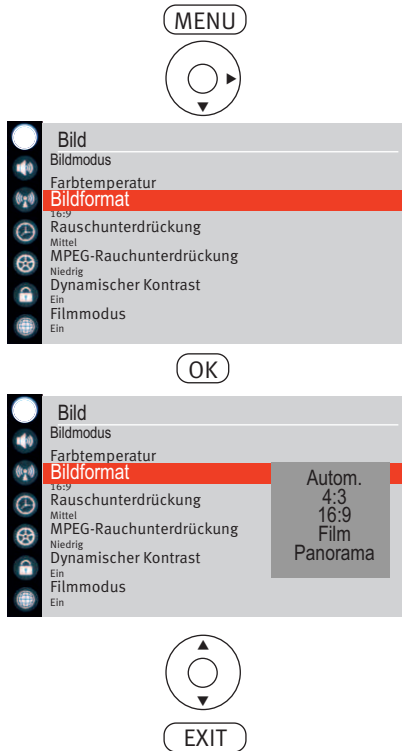 MENU
Bild
Bildmodus
Farbtemperatur
Bildformat
16:9
Rauschunterdrückung
Mittel
MPEG-Rauchunterdrückung
Niedrig
Dynamischer Kontrast
Ein
Filmmodus
Ein
OK
Bild
Bildmodus
Farbtemperatur
Bildformat
16:9
Rauschunterdrückung
Mittel
MPEG-Rauchunterdrückung
Niedrig
Dynamischer Kontrast
Ein
Filmmodus
Ein
Autom.
4:3
16:9
Film
Panorama
EXIT